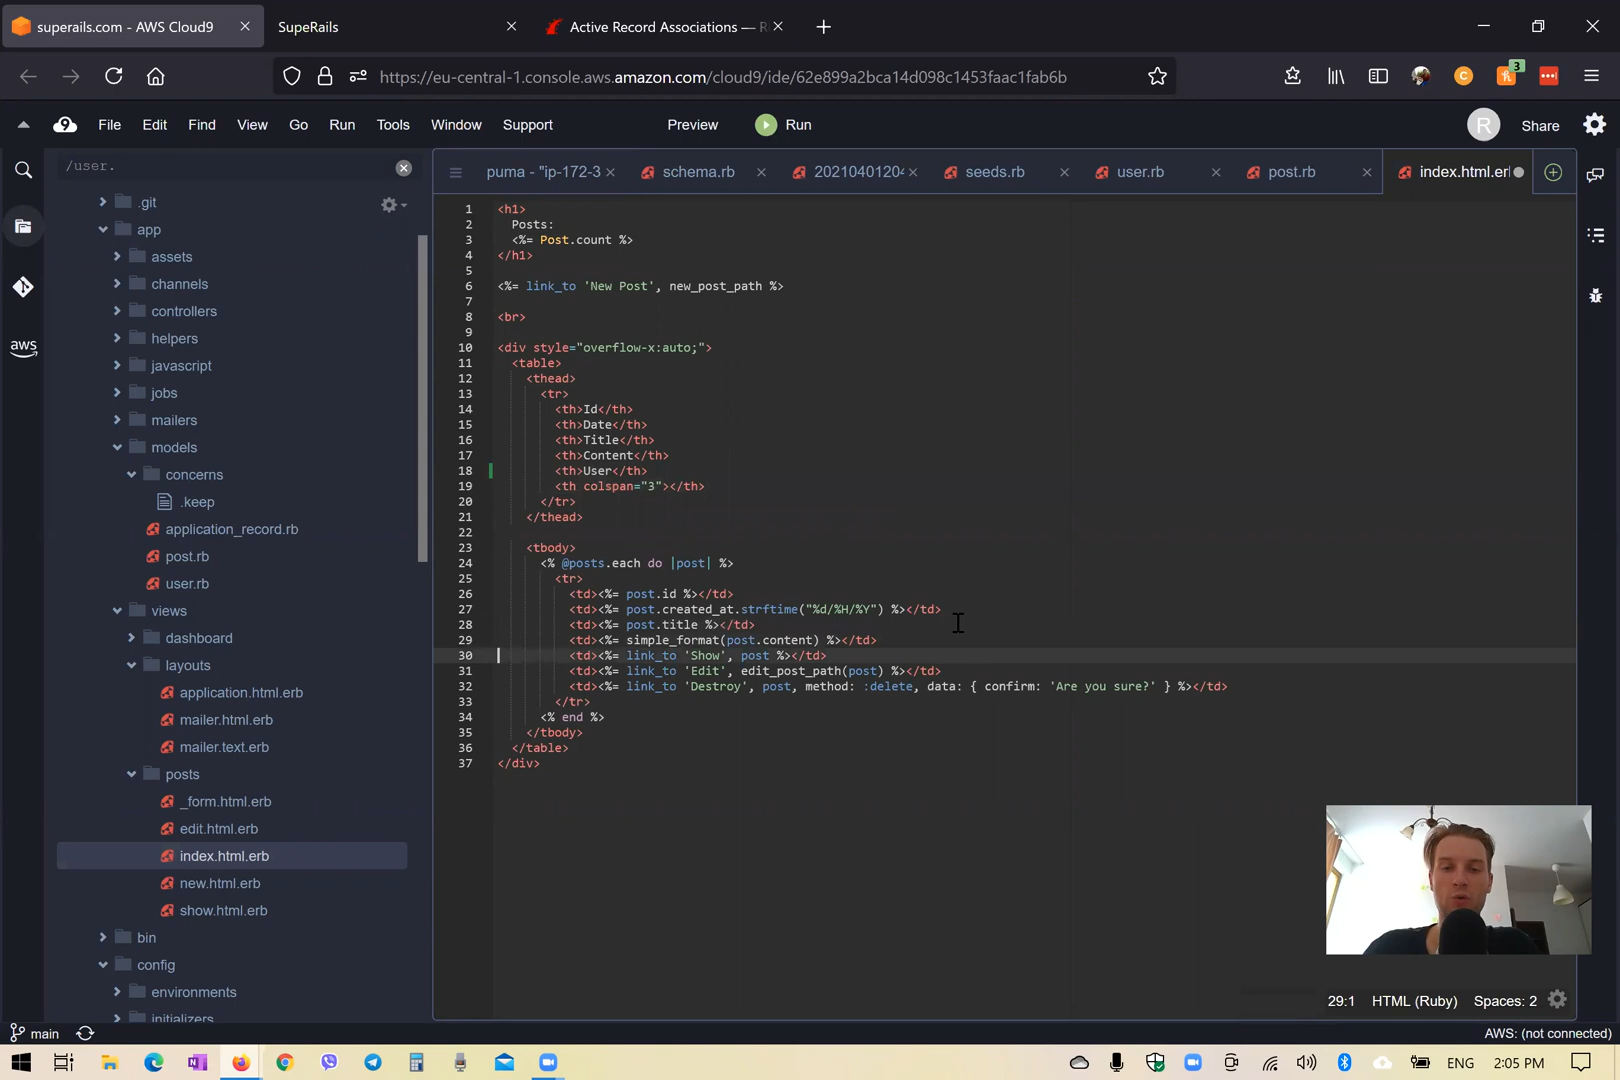 superails.com - AWS Cloud9
SupeRails
Active Record Associations — R
https://eu-central-1.console.aws.amazon.com/cloud9/ide/62e899a2bca14d098c1453faac1fab6b
C
3
9
File Edit Find View Go Run Tools Window Support
Preview Run
R Share
/user.
puma - "ip-172-3
schema.rb
20210401204
seeds.rb
user.rb
post.rb
index.html.er
aws
.git
app
assets
channels
controllers
helpers
javascript
jobs
mailers
models
concerns
.keep
application_record.rb
post.rb
user.rb
views
dashboard
layouts
application.html.erb
mailer.html.erb
mailer.text.erb
posts
_form.html.erb
edit.html.erb
index.html.erb
new.html.erb
show.html.erb
bin
config
environments
initializers
1 <h1>
2 Posts:
3 <%= Post.count %>
4 </h1>
5
6 <%= link_to 'New Post', new_post_path %>
7
8 <br>
9
10 <div style="overflow-x:auto;">
11 <table>
12 <thead>
13 <tr>
14 <th>Id</th>
15 <th>Date</th>
16 <th>Title</th>
17 <th>Content</th>
18 <th>User</th>
19 <th colspan="3"></th>
20 </tr>
21 </thead>
22
23 <tbody>
24 <% @posts.each do |post| %>
25 <tr>
26 <td><%= post.id %></td>
27 <td><%= post.created_at.strftime("%d/%H/%Y") %></td>
28 <td><%= post.title %></td>
29 <td><%= simple_format(post.content) %></td>
30 <td><%= link_to 'Show', post %></td>
31 <td><%= link_to 'Edit', edit_post_path(post) %></td>
32 <td><%= link_to 'Destroy', post, method: :delete, data: { confirm: 'Are you sure?' } %></td>
33 </tr>
34 <% end %>
35 </tbody>
36 </table>
37 </div>
29:1 HTML (Ruby) Spaces: 2
main
AWS: (not connected)
ENG 2:05 PM